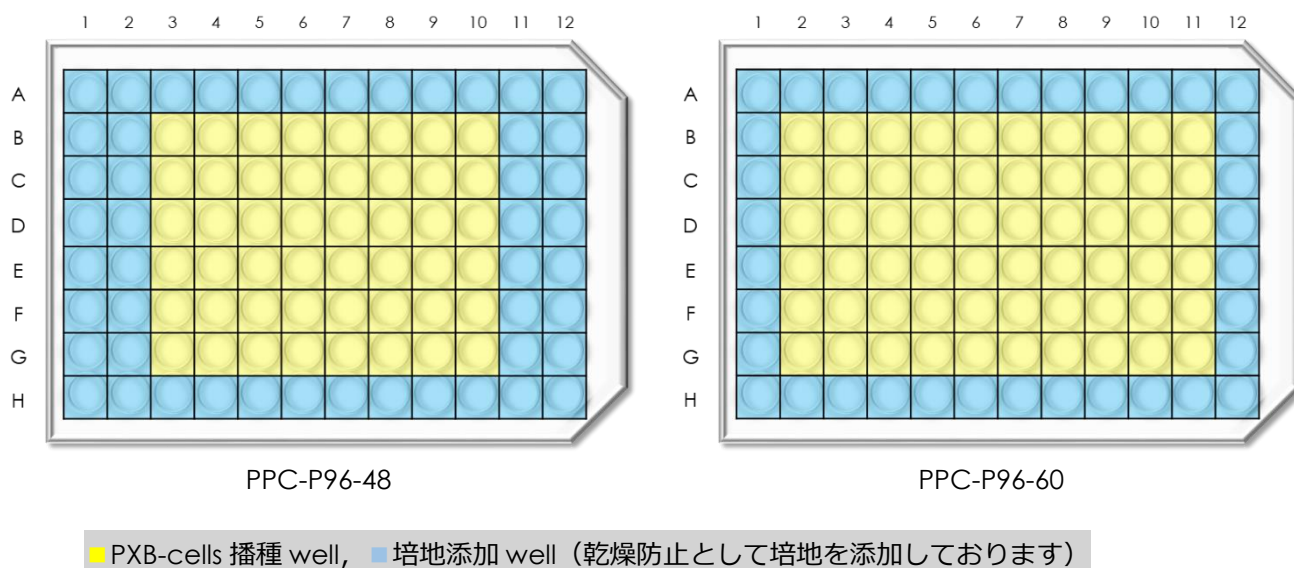 1 2 3 4 5 6 7 8 9 10 11 12
A
B
C
D
E
F
G
H
PPC-P96-48
1 2 3 4 5 6 7 8 9 10 11 12
A
B
C
D
E
F
G
H
PPC-P96-60
PXB-cells 播種 well, 培地添加 well（乾燥防止として培地を添加しております）